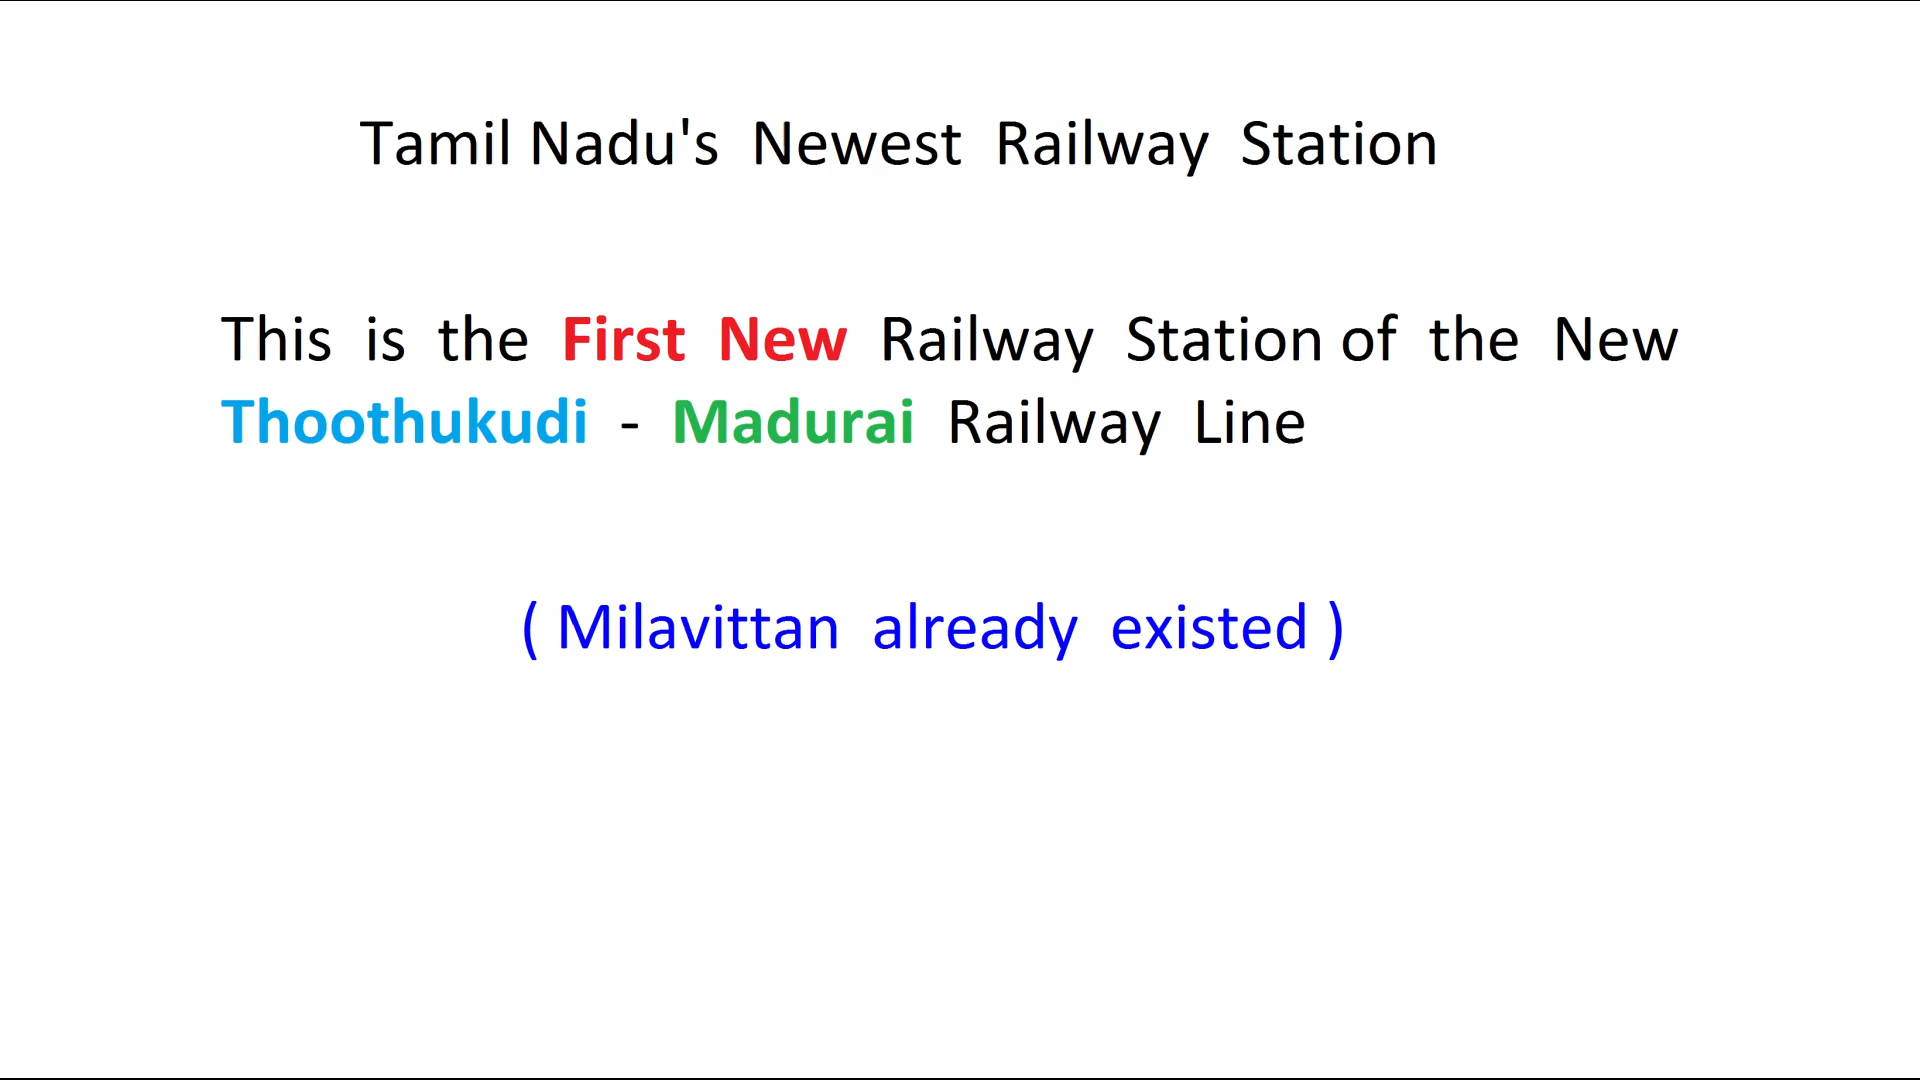 Tamil Nadu's Newest Railway Station
This is the First New Railway Station of the New
Thoothukudi - Madurai Railway Line
( Milavittan already existed )